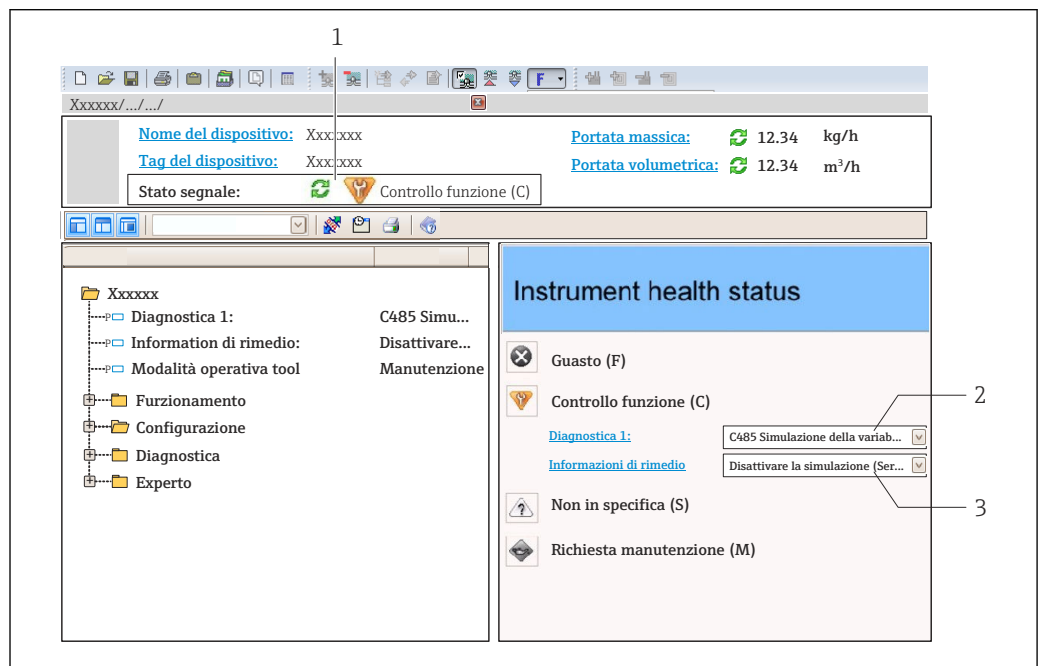 1
F
Xxxxxx/.../.../
Nome del dispositivo: Xxxxxxx
Portata massica: 12.34 kg/h
Tag del dispositivo: Xxxxxxx
Portata volumetrica: 12.34 m³/h
Stato segnale: Controllo funzione (C)
Xxxxxx
P Diagnostica 1: C485 Simu...
P Information di rimedio: Disattivare...
P Modalità operativa tool Manutenzione
Furzionamento
Configurazione
Diagnostica
Experto
Instrument health status
Guasto (F)
Controllo funzione (C)
2
Diagnostica 1: C485 Simulazione della variab...
Informazioni di rimedio Disattivare la simulazione (Ser...
3
Non in specifica (S)
Richiesta manutenzione (M)